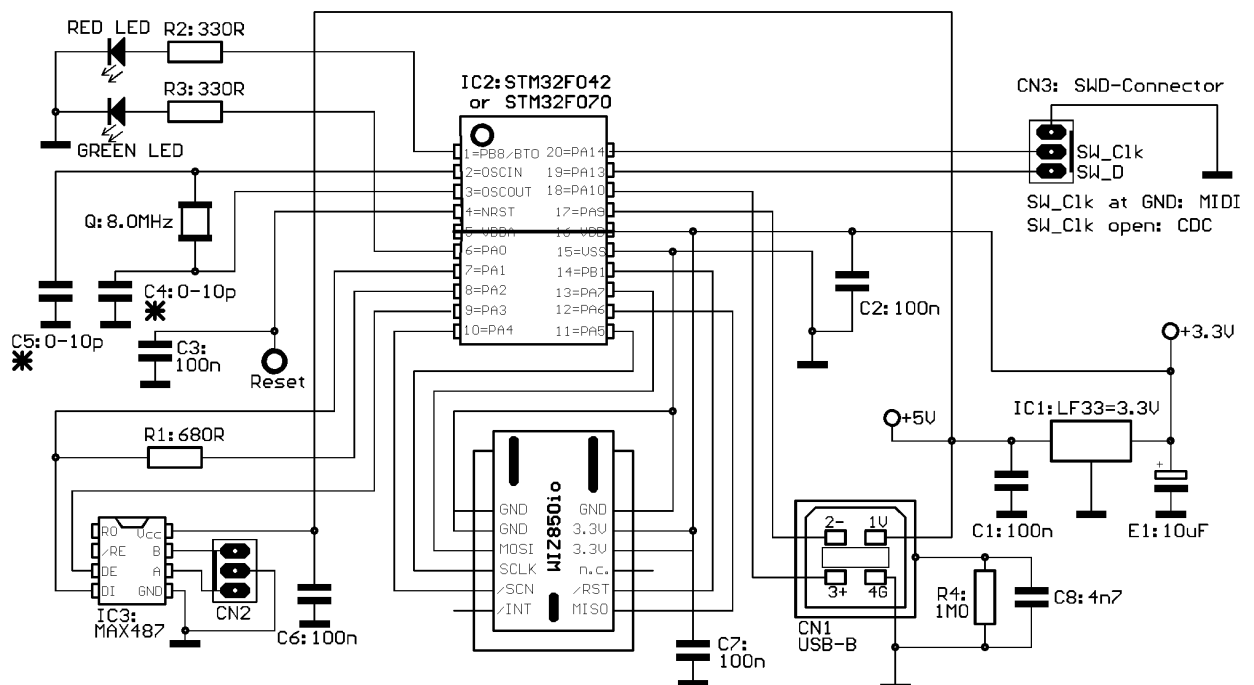 RED LED
R2:330R
R3:330R
GREEN LED
IC2:STM32F042
or STM32F070
CN3: SWD-Connector
SW_Clk
SW_D
SW_Clk at GND: MIDI
SW_Clk open: CDC
1=PB8/BTO
2=OSCIN
3=OSCOUT
4=NRST
5=VDDA
6=PA0
7=PA1
8=PA2
9=PA3
10=PA4
20=PA14
19=PA13
18=PA10
17=PA9
16=VDD
15=VSS
14=PB1
13=PA7
12=PA6
11=PA5
Q:8.0MHz
C4:0-10p
C5:0-10p
C3:
100n
Reset
C2:100n
+3.3V
IC1:LF33=3.3V
+5V
R1:680R
C1:100n
+
E1:10uF
RO
/RE
DE
DI
Vcc
B
A
GND
IC3:
MAX487
CN2
C6:100n
WIZ850io
GND
GND
MOSI
SCLK
/SCN
/INT
GND
3.3V
3.3V
n.c.
/RST
MISO
C7:
100n
2-
1V
3+
4G
CN1
USB-B
R4:
1M0
C8:4n7